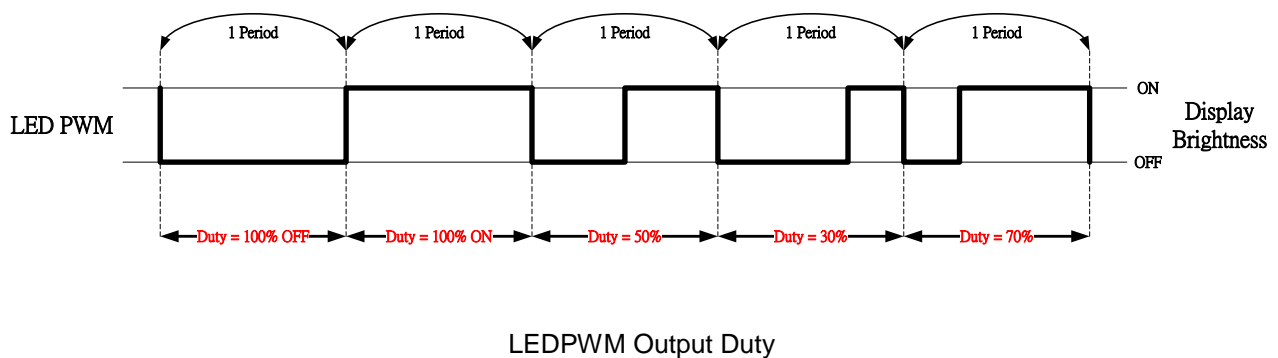 1 Period
1 Period
1 Period
1 Period
1 Period
ON
LED PWM
Display
Brightness
OFF
Duty = 100% OFF
Duty = 100% ON
Duty = 50%
Duty = 30%
Duty = 70%
LEDPWM Output Duty